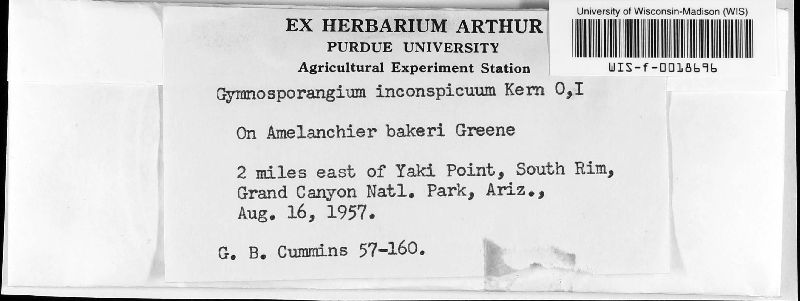 University of Wisconsin-Madison (WIS)
WIS-f-0018696
EX HERBARIUM ARTHUR
PURDUE UNIVERSITY
Agricultural Experiment Station
Gymnosporangium inconspicuum Kern O,I
On Amelanchier bakeri Greene
2 miles east of Yaki Point, South Rim,
Grand Canyon Natl. Park, Ariz.,
Aug. 16, 1957.
G. B. Cummins 57-160.